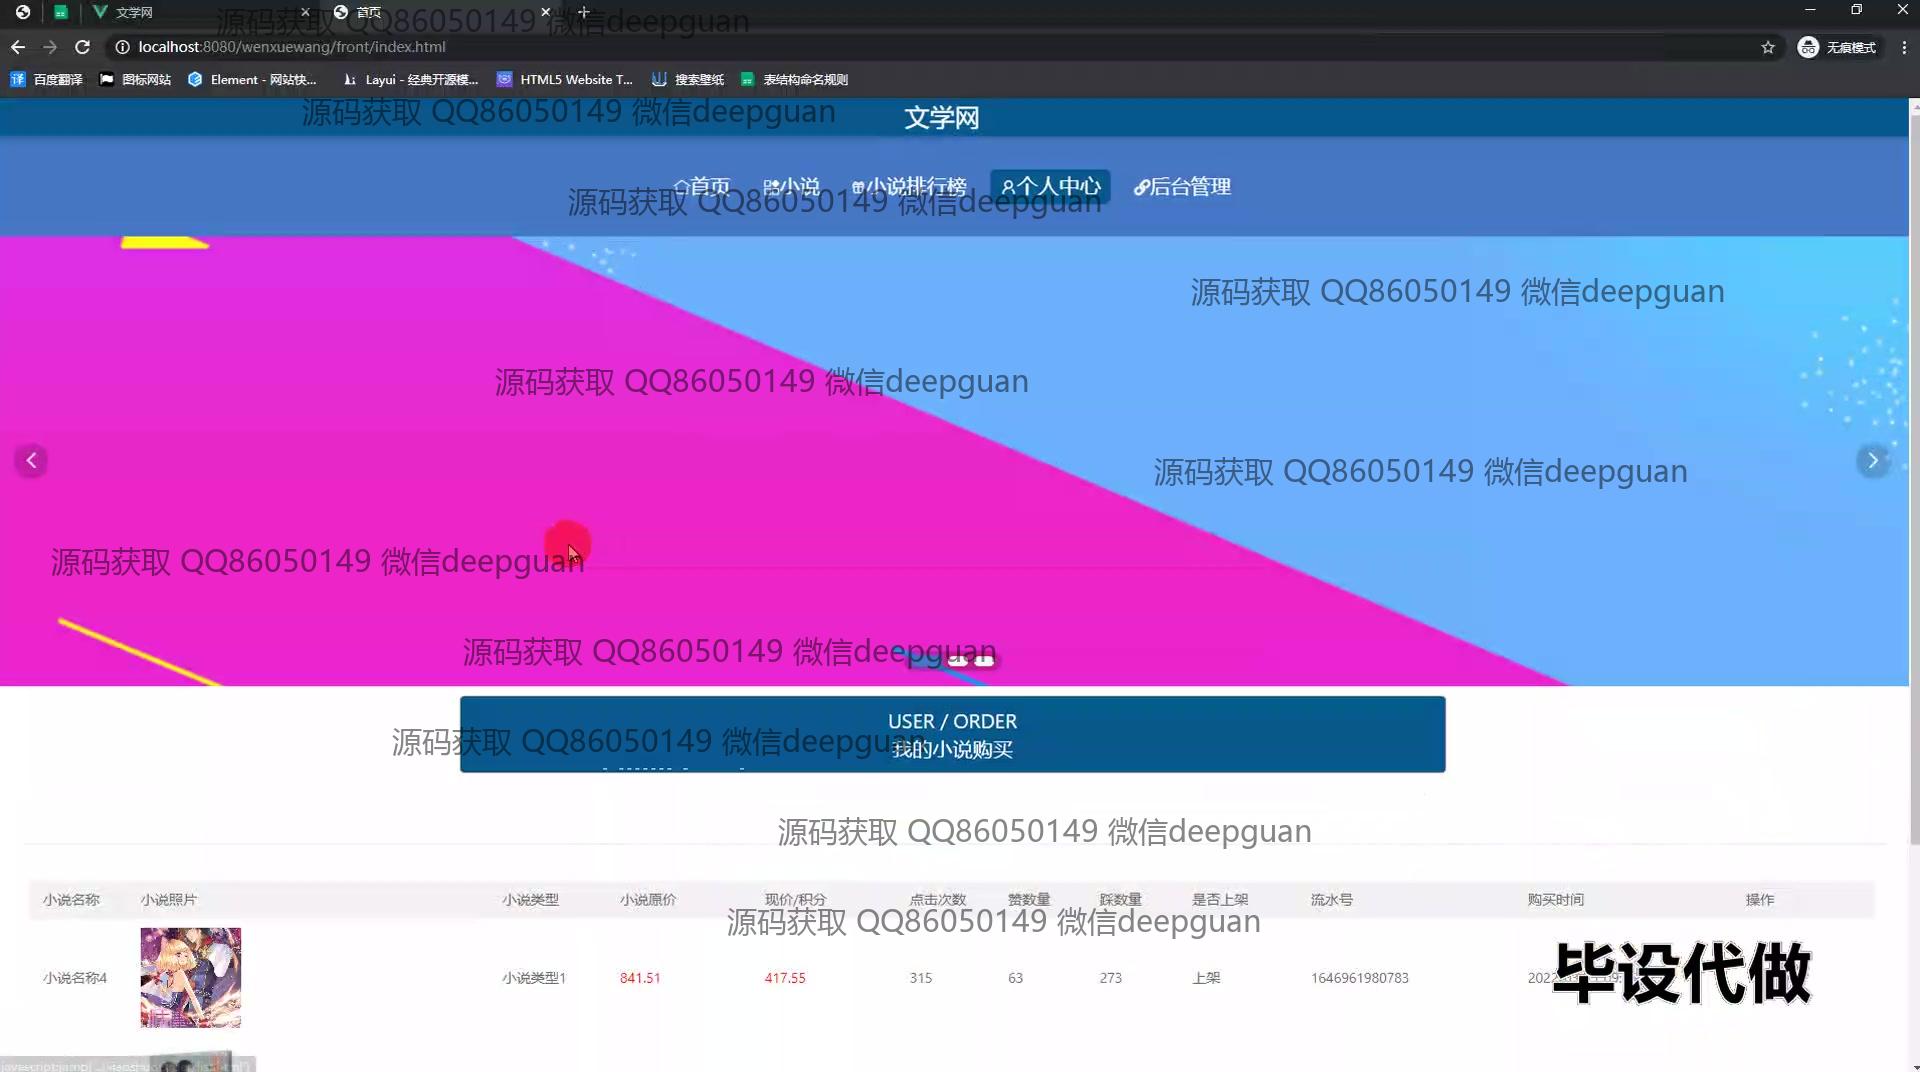 文学网
首页
源码获取 QQ86050149 微信deepguan
localhost:8080/wenxuewang/front/index.html
无痕模式
百度翻译
图标网站
Element - 网站快...
Layui - 经典开源模...
HTML5 Website T...
搜索壁纸
表结构命名规则
源码获取 QQ86050149 微信deepguan
文学网
首页
小说
小说排行榜
个人中心
后台管理
源码获取 QQ86050149 微信deepguan
源码获取 QQ86050149 微信deepguan
源码获取 QQ86050149 微信deepguan
源码获取 QQ86050149 微信deepguan
源码获取 QQ86050149 微信deepguan
源码获取 QQ86050149 微信deepguan
USER / ORDER
源码获取 QQ86050149 微信deepguan
我的小说购买
源码获取 QQ86050149 微信deepguan
小说名称 小说照片 小说类型 小说原价 现价/积分 点击次数 赞数量 踩数量 是否上架 流水号 购买时间 操作
源码获取 QQ86050149 微信deepguan
小说名称4 小说类型1 841.51 417.55 315 63 273 上架 1646961980783
毕设代做